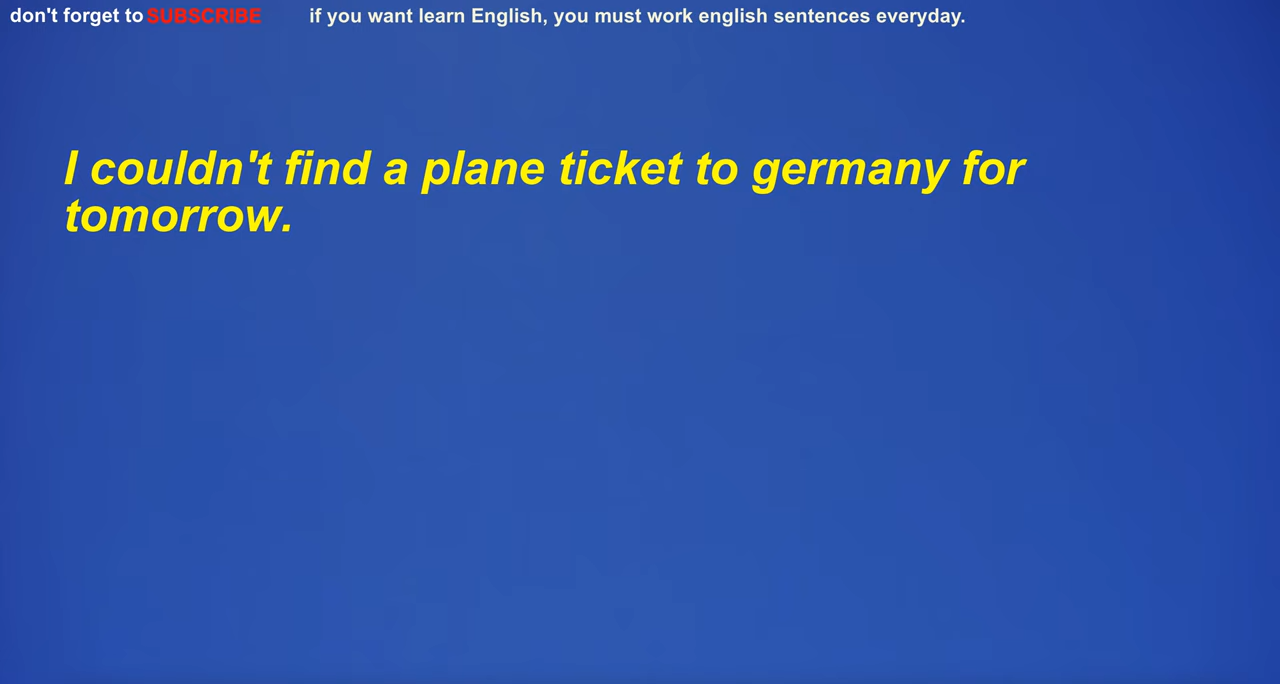 don't forget to SUBSCRIBE if you want learn English, you must work english sentences everyday.
I couldn't find a plane ticket to germany for
tomorrow.